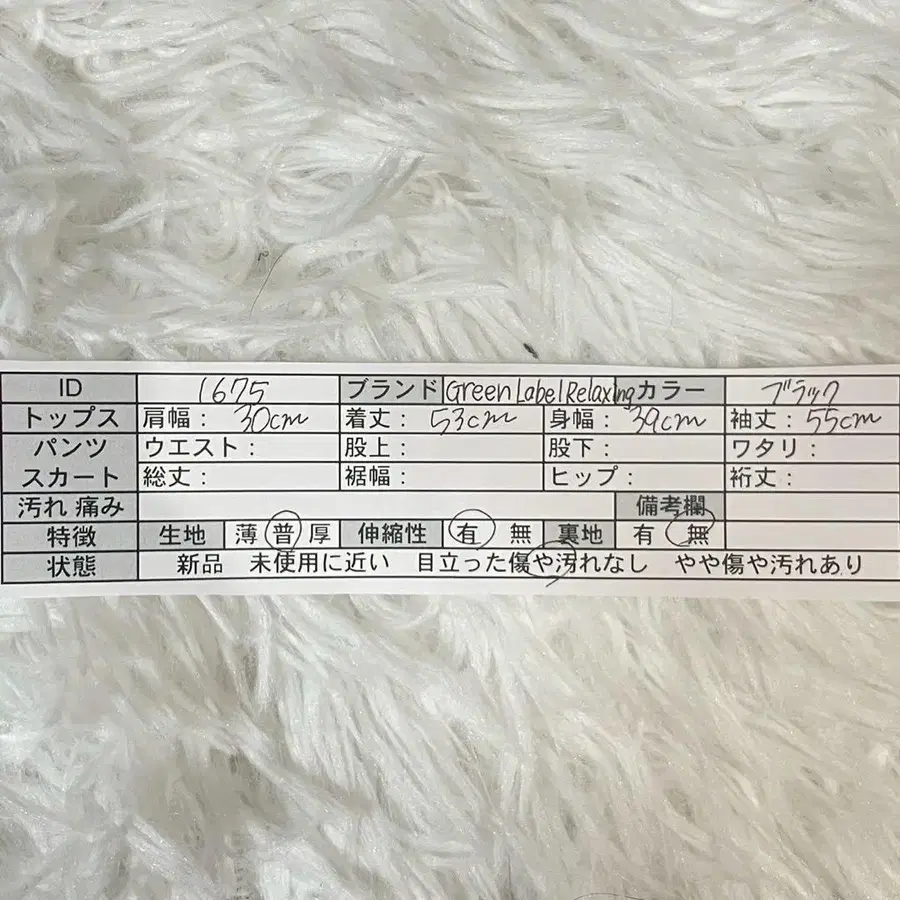 ID 1675 ブランド Green Label Relaxing カラー ブラック
トップス 肩幅： 30cm 着丈： 53cm 身幅： 39cm 袖丈： 55cm
パンツ ウエスト： 股上： 股下： ワタリ：
スカート 総丈： 裾幅： ヒップ： 裄丈：
汚れ 痛み 備考欄
特徴 生地 薄 普 厚 伸縮性 有 無 裏地 有 無
状態 新品 未使用に近い 目立った傷や汚れなし やや傷や汚れあり